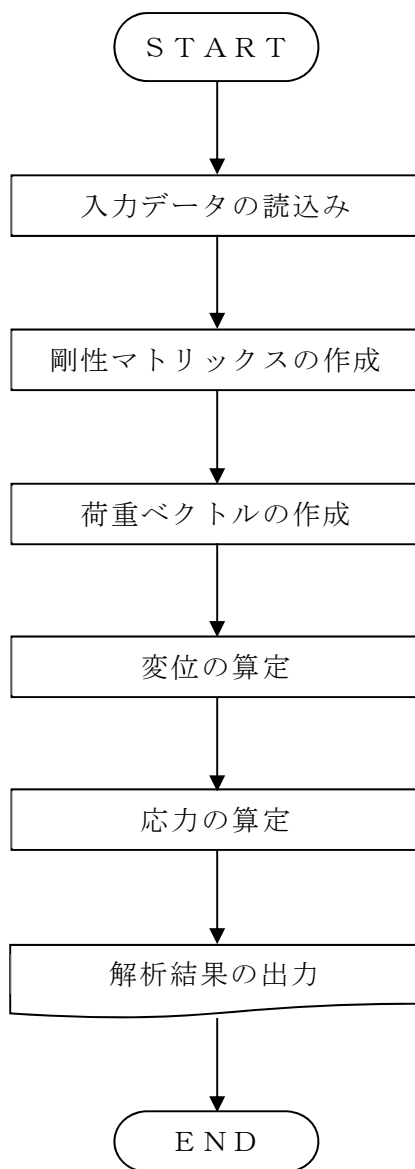 ＳＴＡＲＴ
入力データの読込み
剛性マトリックスの作成
荷重ベクトルの作成
変位の算定
応力の算定
解析結果の出力
ＥＮＤ